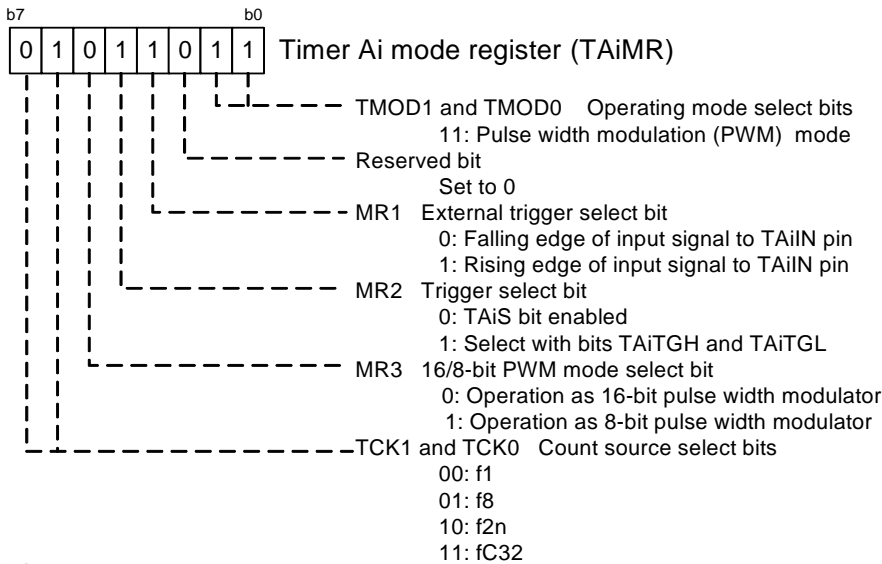 b7 b0
0 1 0 1 1 0 1 1 Timer Ai mode register (TAiMR)
TMOD1 and TMOD0 Operating mode select bits
11: Pulse width modulation (PWM) mode
Reserved bit
Set to 0
MR1 External trigger select bit
0: Falling edge of input signal to TAiIN pin
1: Rising edge of input signal to TAiIN pin
MR2 Trigger select bit
0: TAiS bit enabled
1: Select with bits TAiTGH and TAiTGL
MR3 16/8-bit PWM mode select bit
0: Operation as 16-bit pulse width modulator
1: Operation as 8-bit pulse width modulator
TCK1 and TCK0 Count source select bits
00: f1
01: f8
10: f2n
11: fC32